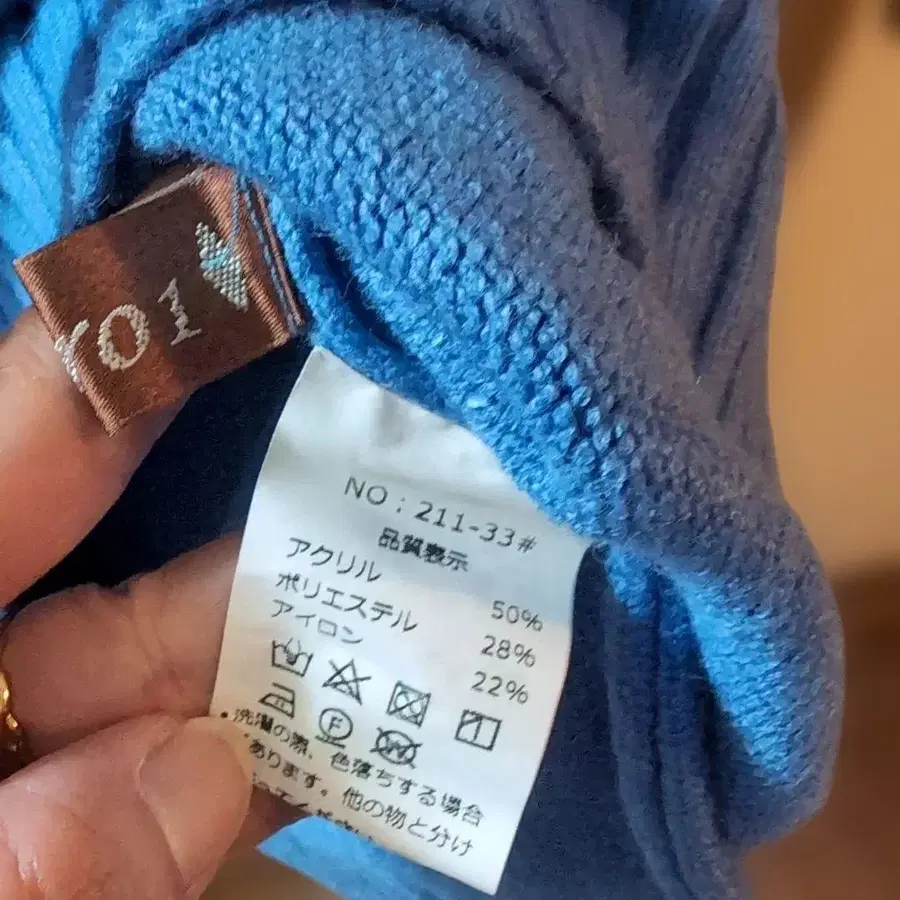 YOI
NO : 211-33#
品質表示
アクリル 50%
ポリエステル 28%
アイロン 22%
F
W
・洗濯の際、色落ちする場合
あります。他の物と分け